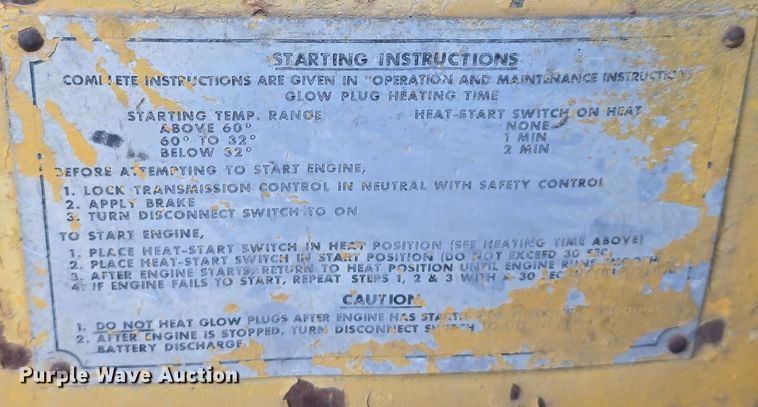 STARTING INSTRUCTIONS
COMPLETE INSTRUCTIONS ARE GIVEN IN "OPERATION AND MAINTENANCE INSTRUCTIONS
GLOW PLUG HEATING TIME
STARTING TEMP. RANGE HEAT-START SWITCH ON HEAT
ABOVE 60° NONE
60° TO 32° 1 MIN
BELOW 32° 2 MIN
BEFORE ATTEMPTING TO START ENGINE,
1. LOCK TRANSMISSION CONTROL IN NEUTRAL WITH SAFETY CONTROL
2. APPLY BRAKE
3. TURN DISCONNECT SWITCH TO ON
TO START ENGINE,
1. PLACE HEAT-START SWITCH IN HEAT POSITION (SEE HEATING TIME ABOVE)
2. PLACE HEAT-START SWITCH IN START POSITION (DO NOT EXCEED 30 SEC.
3. AFTER ENGINE STARTS, RETURN TO HEAT POSITION UNTIL ENGINE RUNS SMOOTH
4. IF ENGINE FAILS TO START, REPEAT STEPS 1, 2 & 3 WITH A 30 SECOND
CAUTION
1. DO NOT HEAT GLOW PLUGS AFTER ENGINE HAS START
2. AFTER ENGINE IS STOPPED, TURN DISCONNECT SWITCH
BATTERY DISCHARGE
Purple Wave Auction